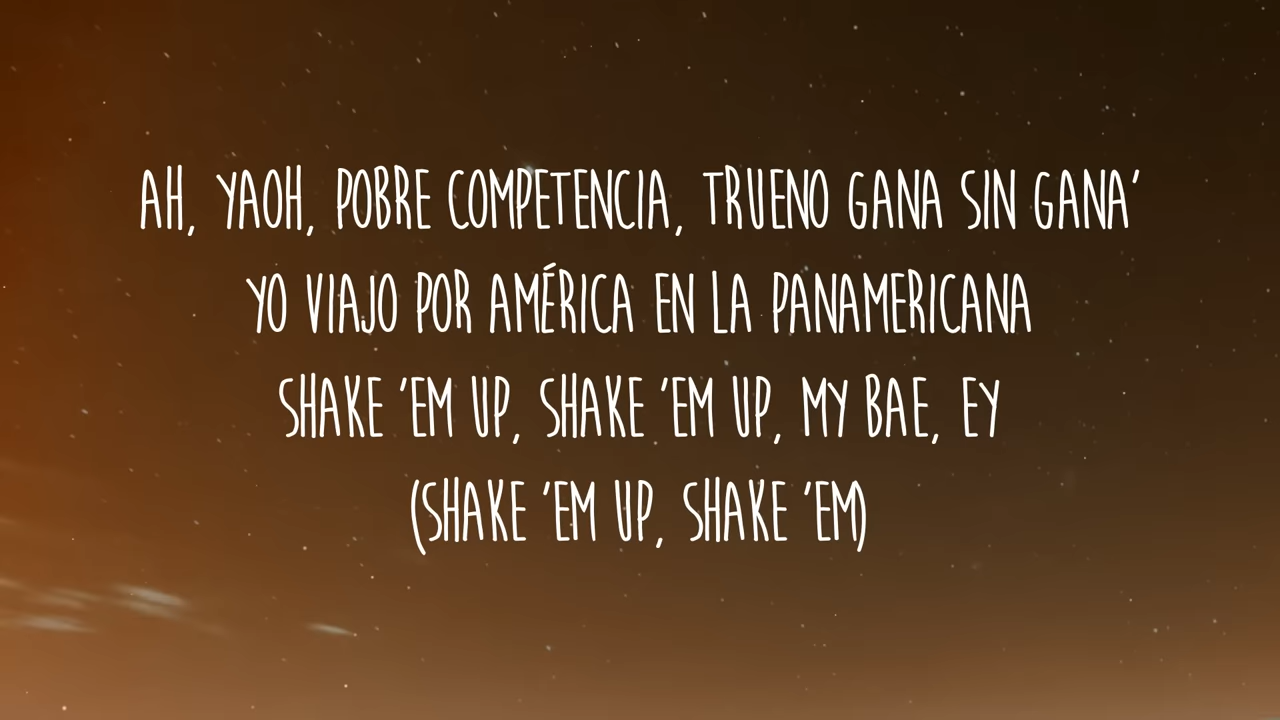 AH, YAOH, POBRE COMPETENCIA, TRUENO GANA SIN GANA'
YO VIAJO POR AMÉRICA EN LA PANAMERICANA
SHAKE 'EM UP, SHAKE 'EM UP, MY BAE, EY
(SHAKE 'EM UP, SHAKE 'EM)